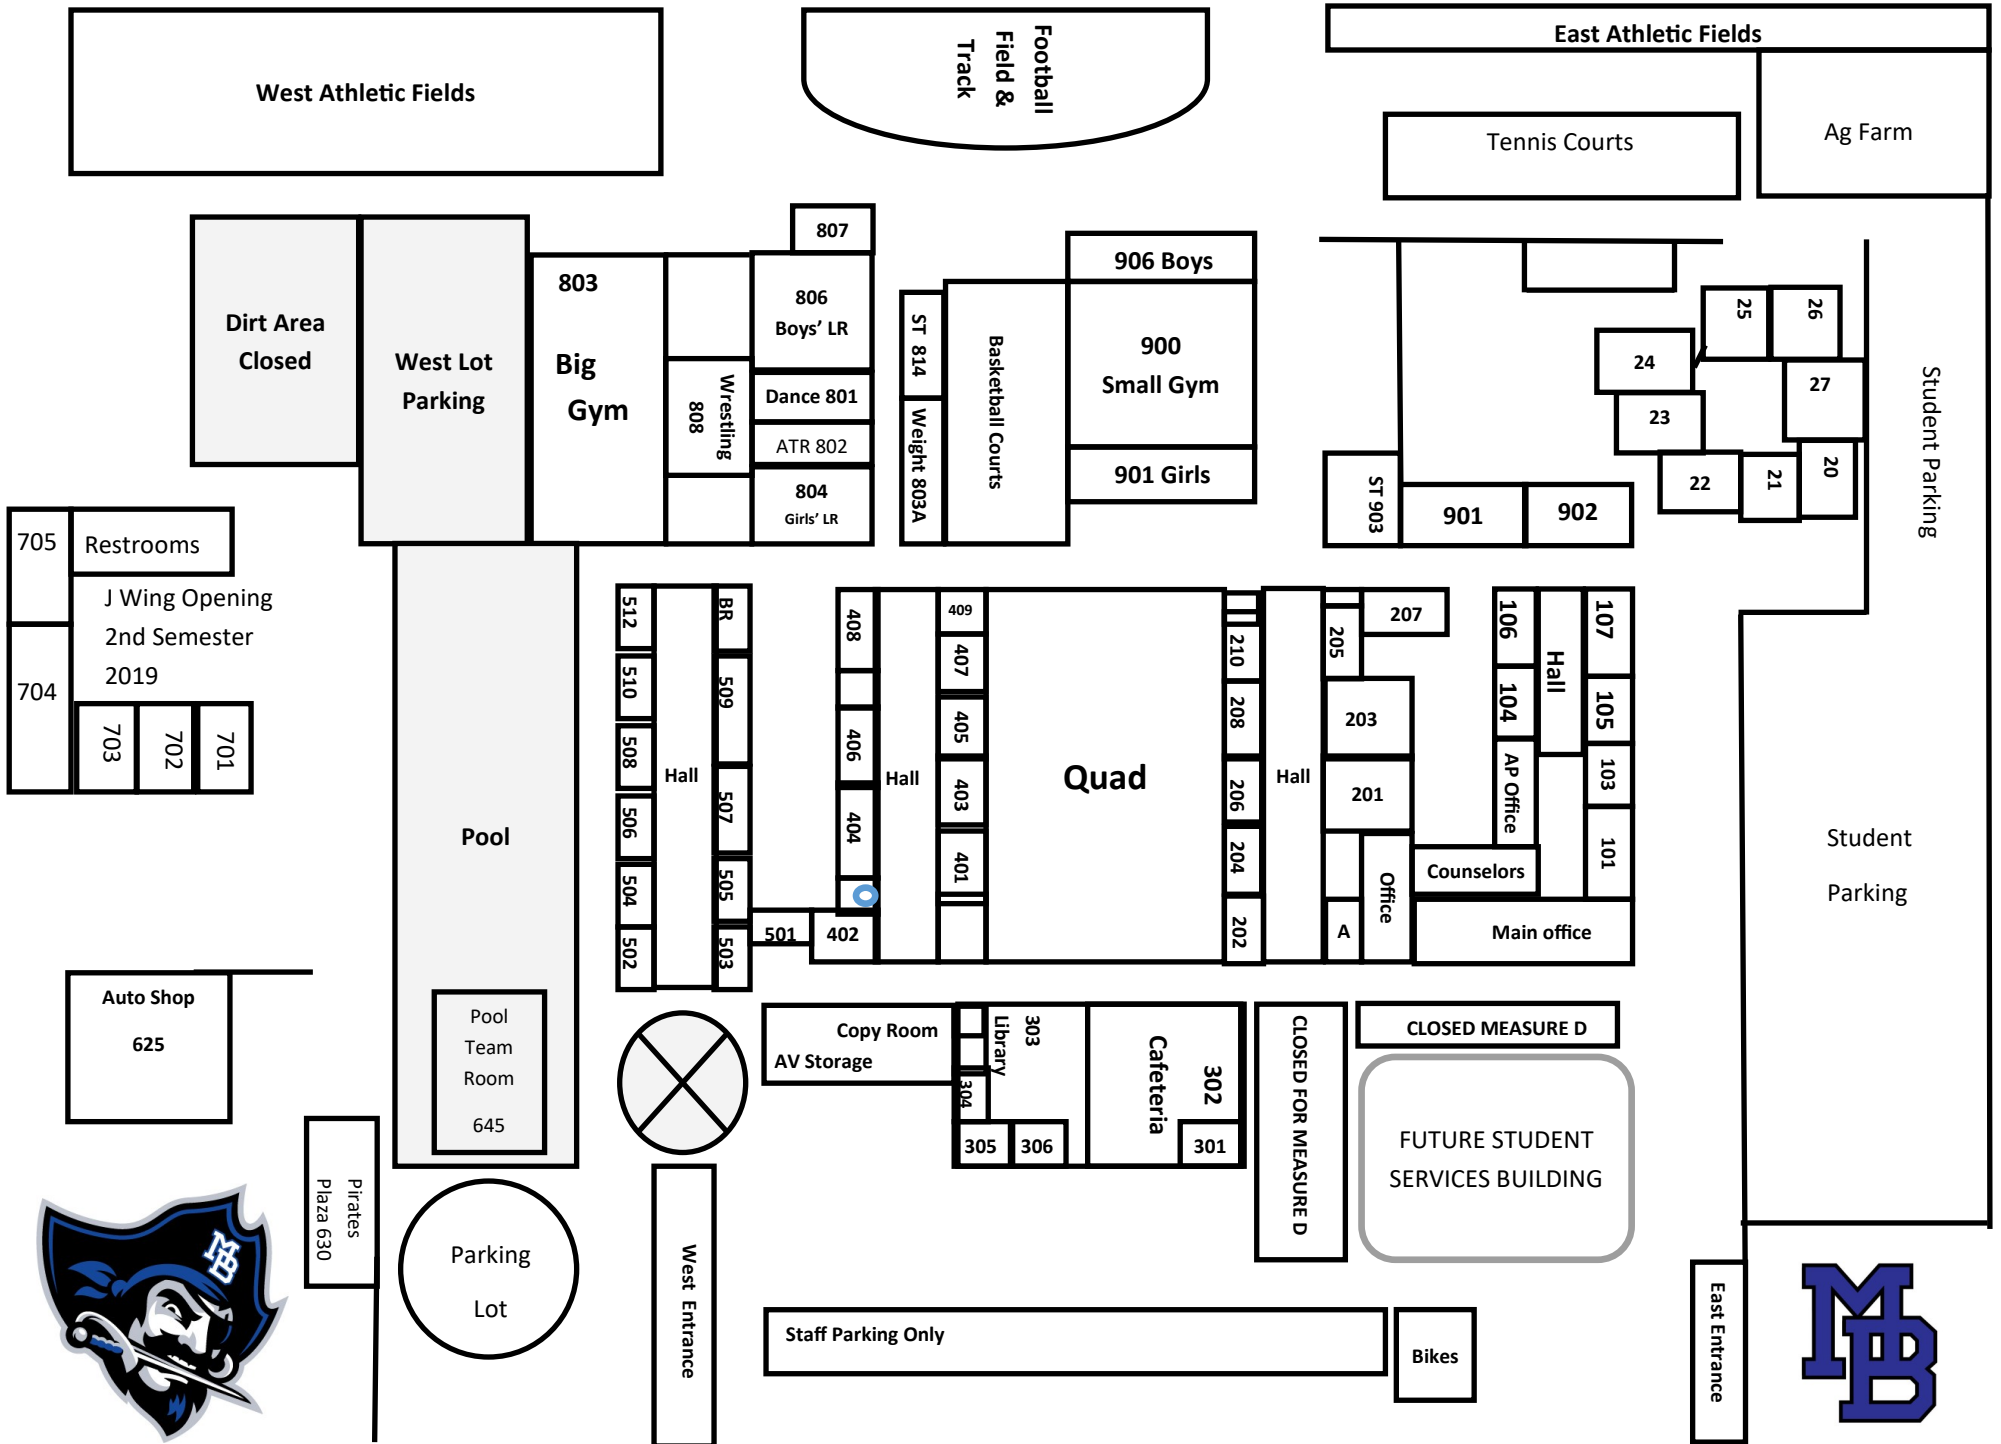 West Athletic Fields
Football
Field &
Track
East Athletic Fields
Tennis Courts
Ag Farm
Dirt Area
Closed
West Lot
Parking
803
Big
Gym
Wrestling
808
807
806
Boys' LR
Dance 801
ATR 802
804
Girls' LR
ST 814
Weight 803A
Basketball Courts
906 Boys
900
Small Gym
901 Girls
ST 903
901
902
25
26
24
27
23
22
21
20
Student Parking
705
Restrooms
J Wing Opening
2nd Semester
2019
704
703
702
701
Pool
512
510
508
506
504
502
Hall
BR
509
507
505
503
501
402
408
406
404
Hall
409
407
405
403
401
Quad
210
208
206
204
202
Hall
205
207
203
201
A
Office
106
104
AP Office
Hall
107
105
103
101
Counselors
Main office
Student
Parking
Auto Shop
625
Pool
Team
Room
645
Copy Room
AV Storage
303
Library
304
305
306
302
Cafeteria
301
CLOSED FOR MEASURE D
CLOSED MEASURE D
FUTURE STUDENT
SERVICES BUILDING
Pirates
Plaza 630
Parking
Lot
West Entrance
Staff Parking Only
Bikes
East Entrance
MB
MB